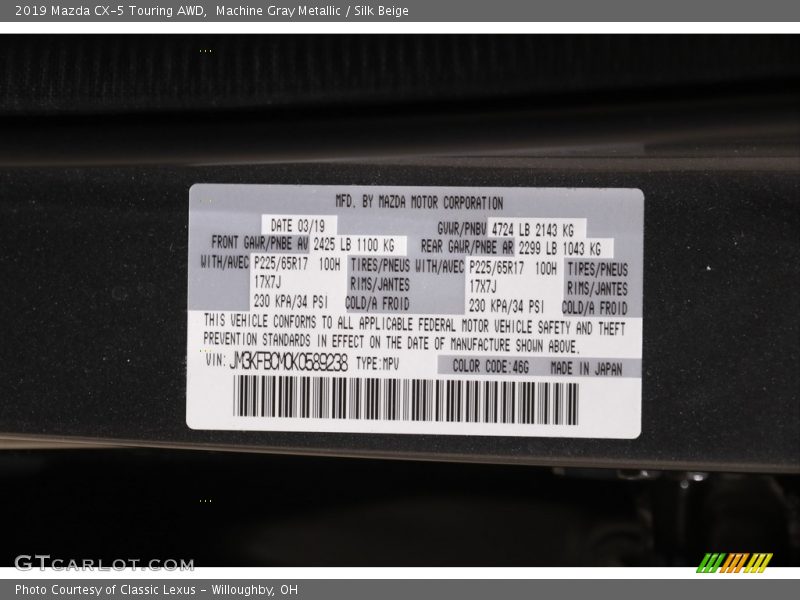 2019 Mazda CX-5 Touring AWD,  Machine Gray Metallic / Silk Beige
MFD. BY MAZDA MOTOR CORPORATION
DATE 03/19 GVWR/PNBV 4724 LB 2143 KG
FRONT GAWR/PNBE AV 2425 LB 1100 KG REAR GAWR/PNBE AR 2299 LB 1043 KG
WITH/AVEC P225/65R17 100H TIRES/PNEUS WITH/AVEC P225/65R17 100H TIRES/PNEUS
17X7J RIMS/JANTES 17X7J RIMS/JANTES
230 KPA/34 PSI COLD/A FROID 230 KPA/34 PSI COLD/A FROID
THIS VEHICLE CONFORMS TO ALL APPLICABLE FEDERAL MOTOR VEHICLE SAFETY AND THEFT
PREVENTION STANDARDS IN EFFECT ON THE DATE OF MANUFACTURE SHOWN ABOVE.
VIN: JM3KFBCM0K0589238 TYPE:MPV COLOR CODE:46G MADE IN JAPAN
GTCARLOT.COM
Photo Courtesy of Classic Lexus - Willoughby, OH